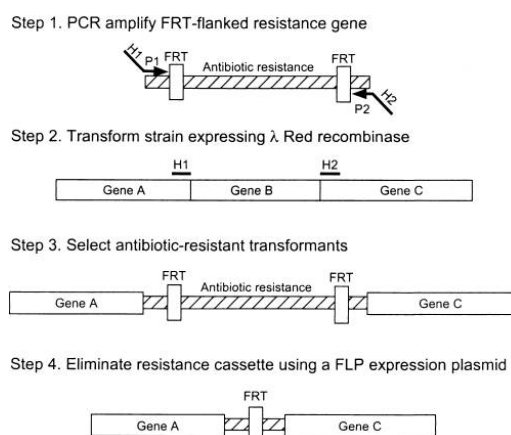 Step 1. PCR amplify FRT-flanked resistance gene
H1
P1
FRT
Antibiotic resistance
FRT
P2
H2
Step 2. Transform strain expressing λ Red recombinase
H1
H2
Gene A
Gene B
Gene C
Step 3. Select antibiotic-resistant transformants
FRT
Antibiotic resistance
FRT
Gene A
Gene C
Step 4. Eliminate resistance cassette using a FLP expression plasmid
FRT
Gene A
Gene C